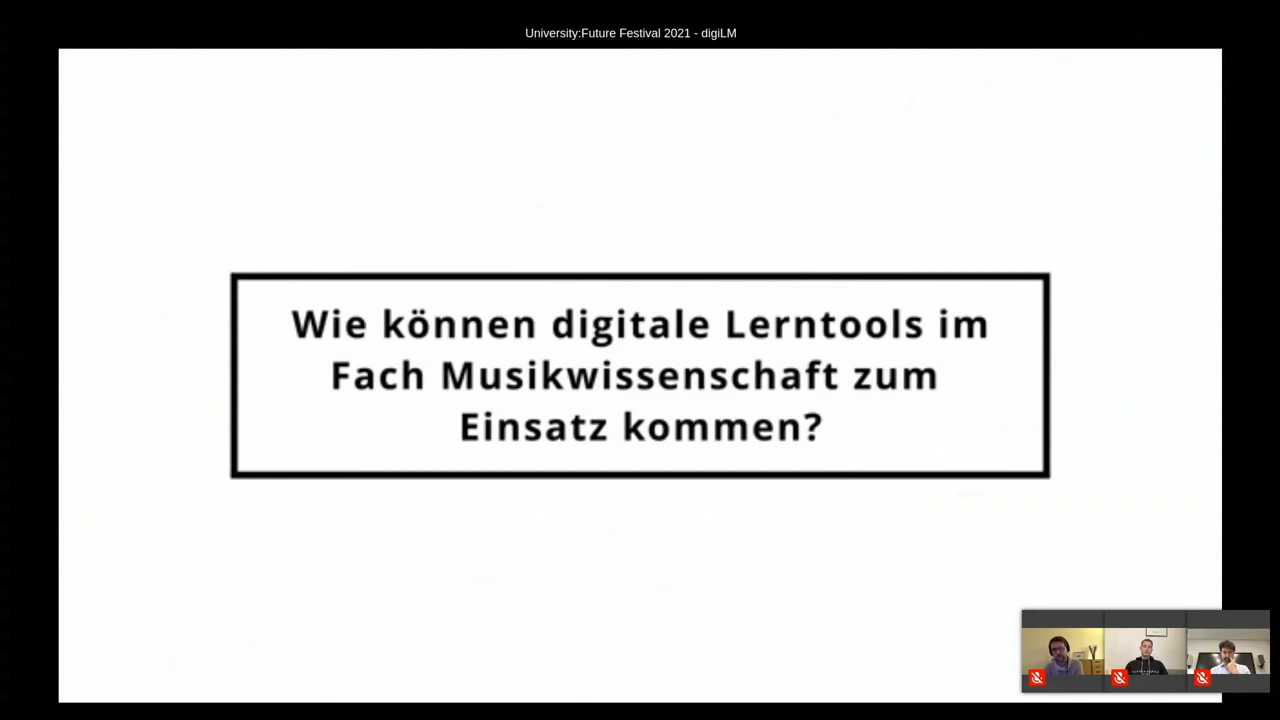 University:Future Festival 2021 - digiLM
Wie können digitale Lerntools im
Fach Musikwissenschaft zum
Einsatz kommen?